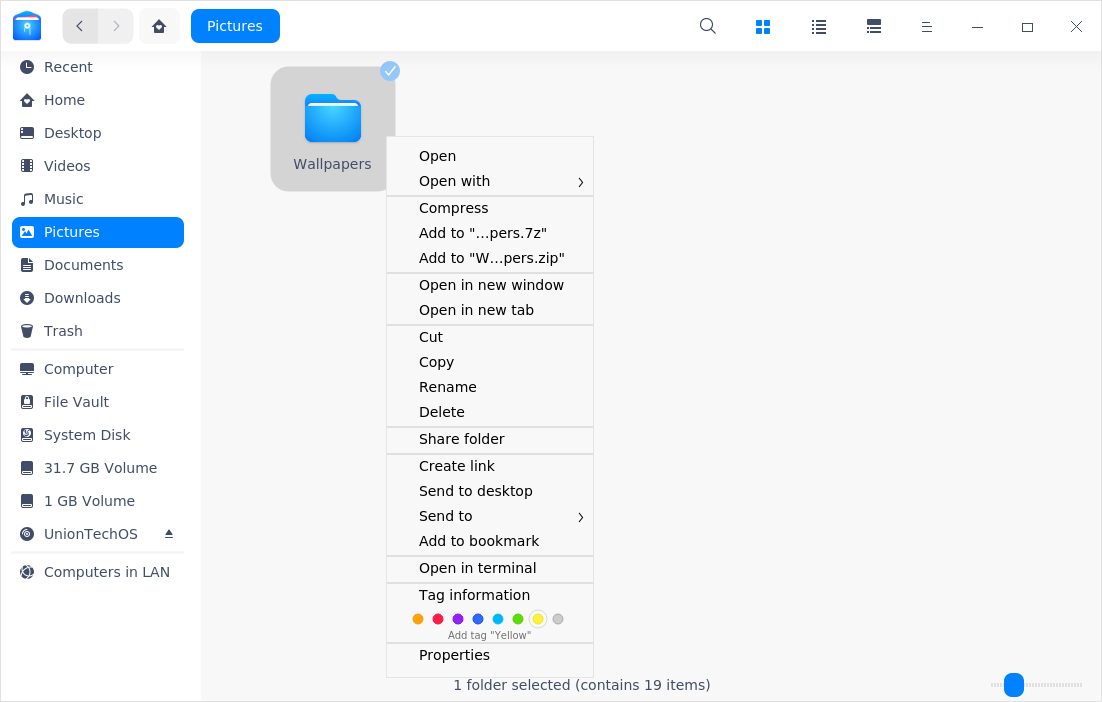 Pictures
Recent
Home
Desktop
Videos
Music
Pictures
Documents
Downloads
Trash
Computer
File Vault
System Disk
31.7 GB Volume
1 GB Volume
UnionTechOS
Computers in LAN
Wallpapers
Open
Open with
Compress
Add to "...pers.7z"
Add to "W...pers.zip"
Open in new window
Open in new tab
Cut
Copy
Rename
Delete
Share folder
Create link
Send to desktop
Send to
Add to bookmark
Open in terminal
Tag information
Add tag "Yellow"
Properties
1 folder selected (contains 19 items)